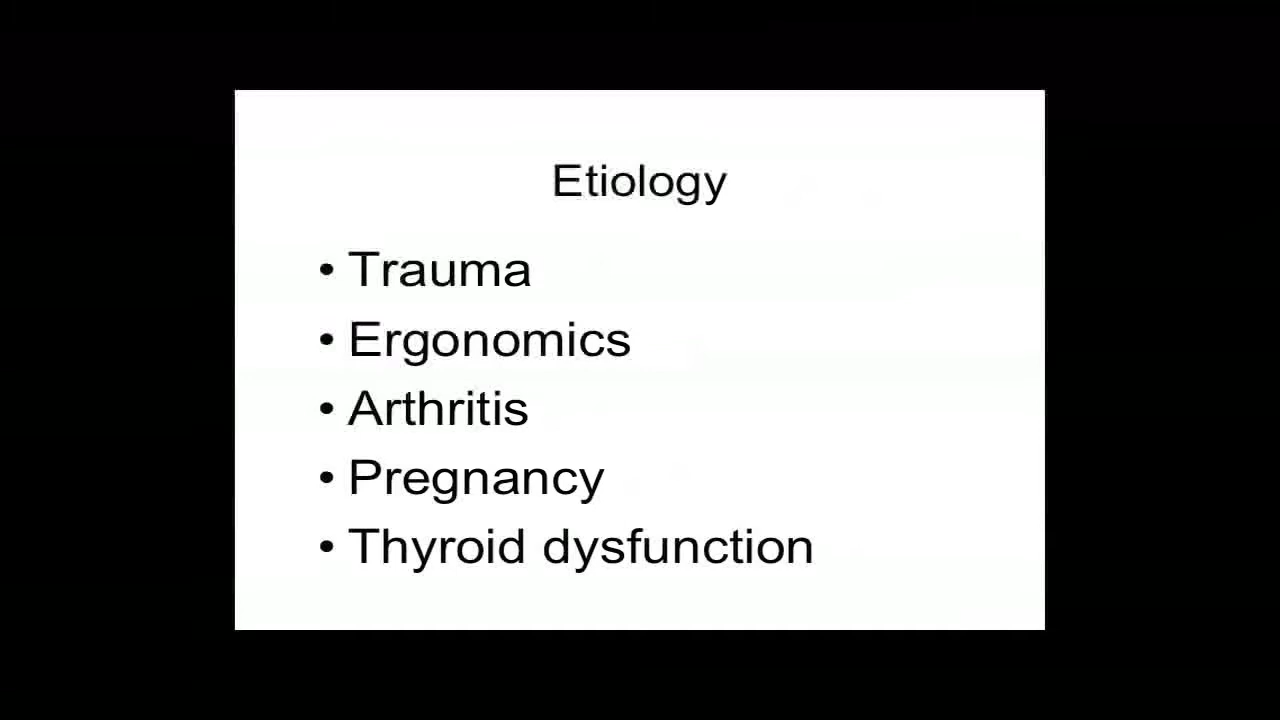 Etiology
• Trauma
• Ergonomics
• Arthritis
• Pregnancy
• Thyroid dysfunction